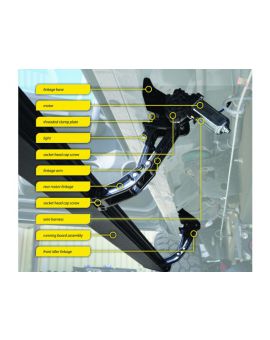 linkage base
motor
threaded clamp plate
light
socket head cap screw
linkage arm
rear motor linkage
socket head cap screw
wire harness
running board assembly
front idler linkage